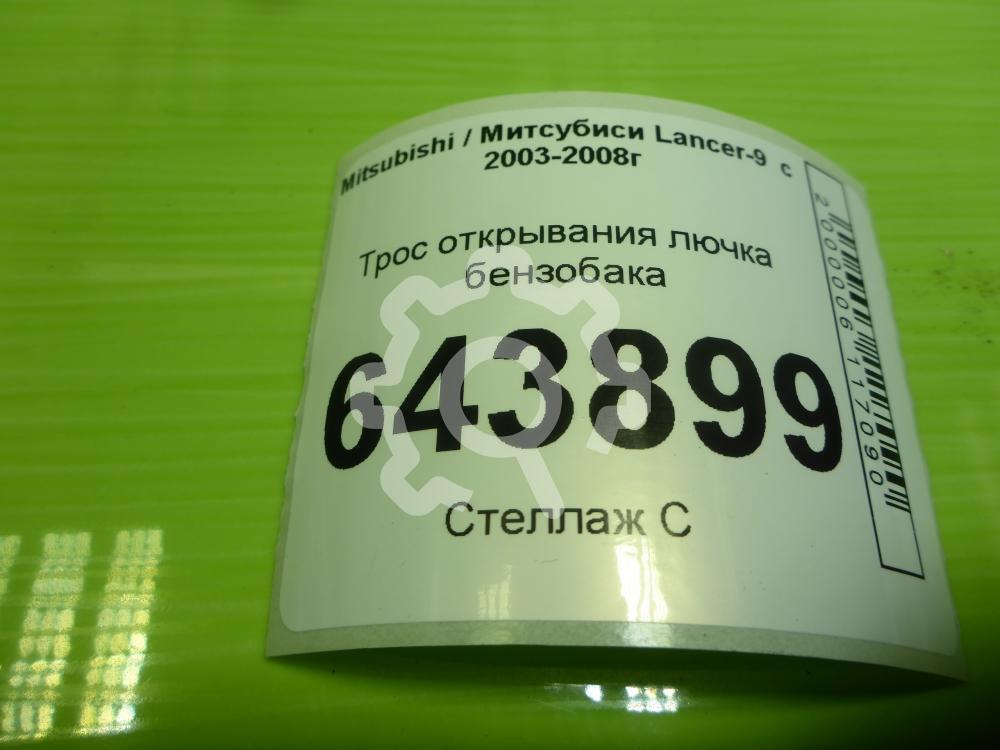 Mitsubishi / Митсубиси Lancer-9 с
2003-2008г
Трос открывания лючка
бензобака
643899
Стеллаж С
2000006117090